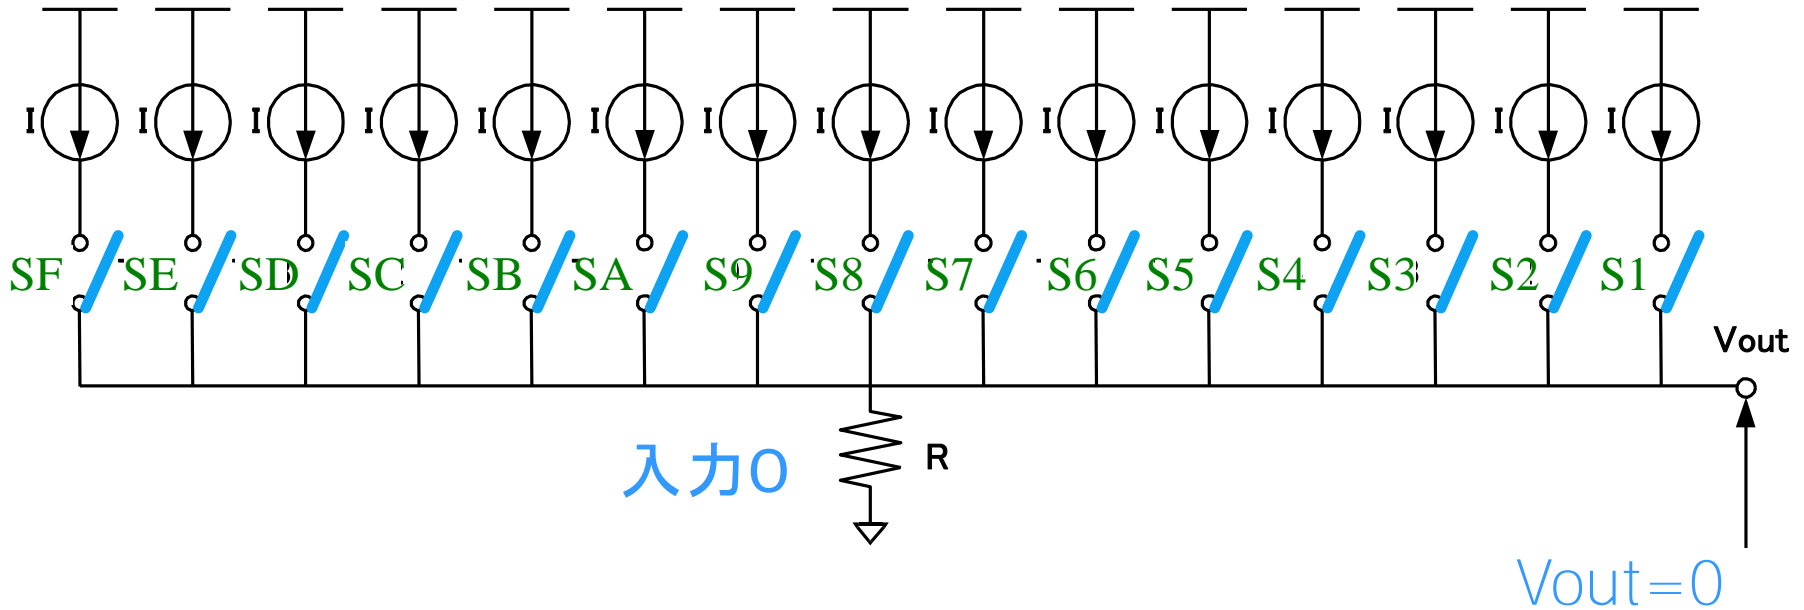 I I I I I I I I I I I I I I I
SF SE SD SC SB SA S9 S8 S7 S6 S5 S4 S3 S2 S1
Vout
入力0
R
Vout=0